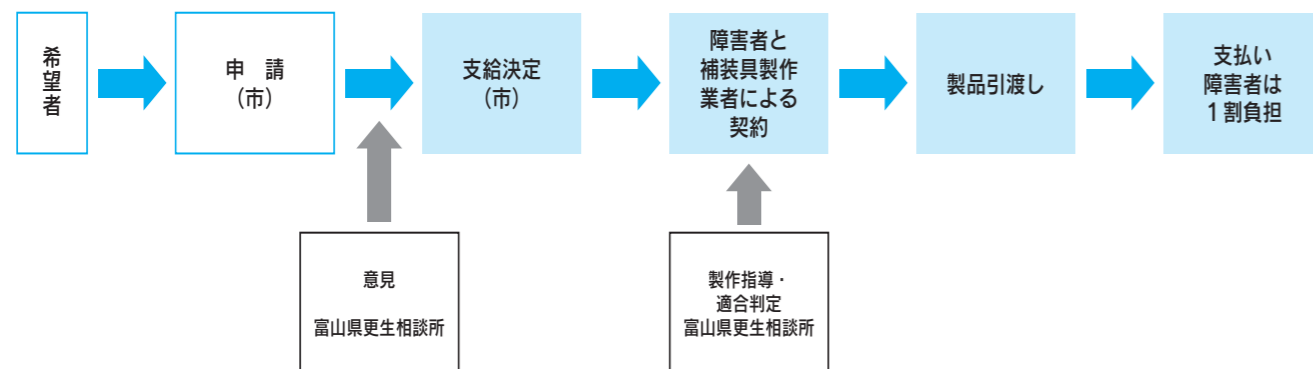 希望者
申　請
（市）
支給決定
（市）
障害者と
補装具製作
業者による
契約
製品引渡し
支払い
障害者は
１割負担
意見
富山県更生相談所
製作指導・
適合判定
富山県更生相談所